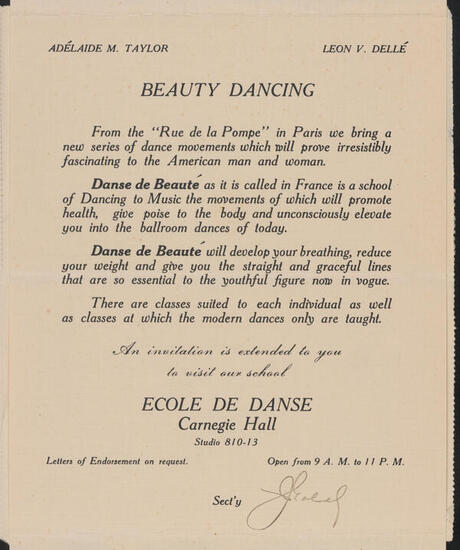 ADÉLAIDE M. TAYLOR LEON V. DELLÉ
BEAUTY DANCING
From the "Rue de la Pompe" in Paris we bring a
new series of dance movements which will prove irresistibly
fascinating to the American man and woman.
Danse de Beauté as it is called in France is a school
of Dancing to Music the movements of which will promote
health, give poise to the body and unconsciously elevate
you into the ballroom dances of today.
Danse de Beauté will develop your breathing, reduce
your weight and give you the straight and graceful lines
that are so essential to the youthful figure now in vogue.
There are classes suited to each individual as well
as classes at which the modern dances only are taught.
An invitation is extended to you
to visit our school
ECOLE DE DANSE
Carnegie Hall
Studio 810-13
Letters of Endorsement on request. Open from 9 A. M. to 11 P. M.
Sect'y